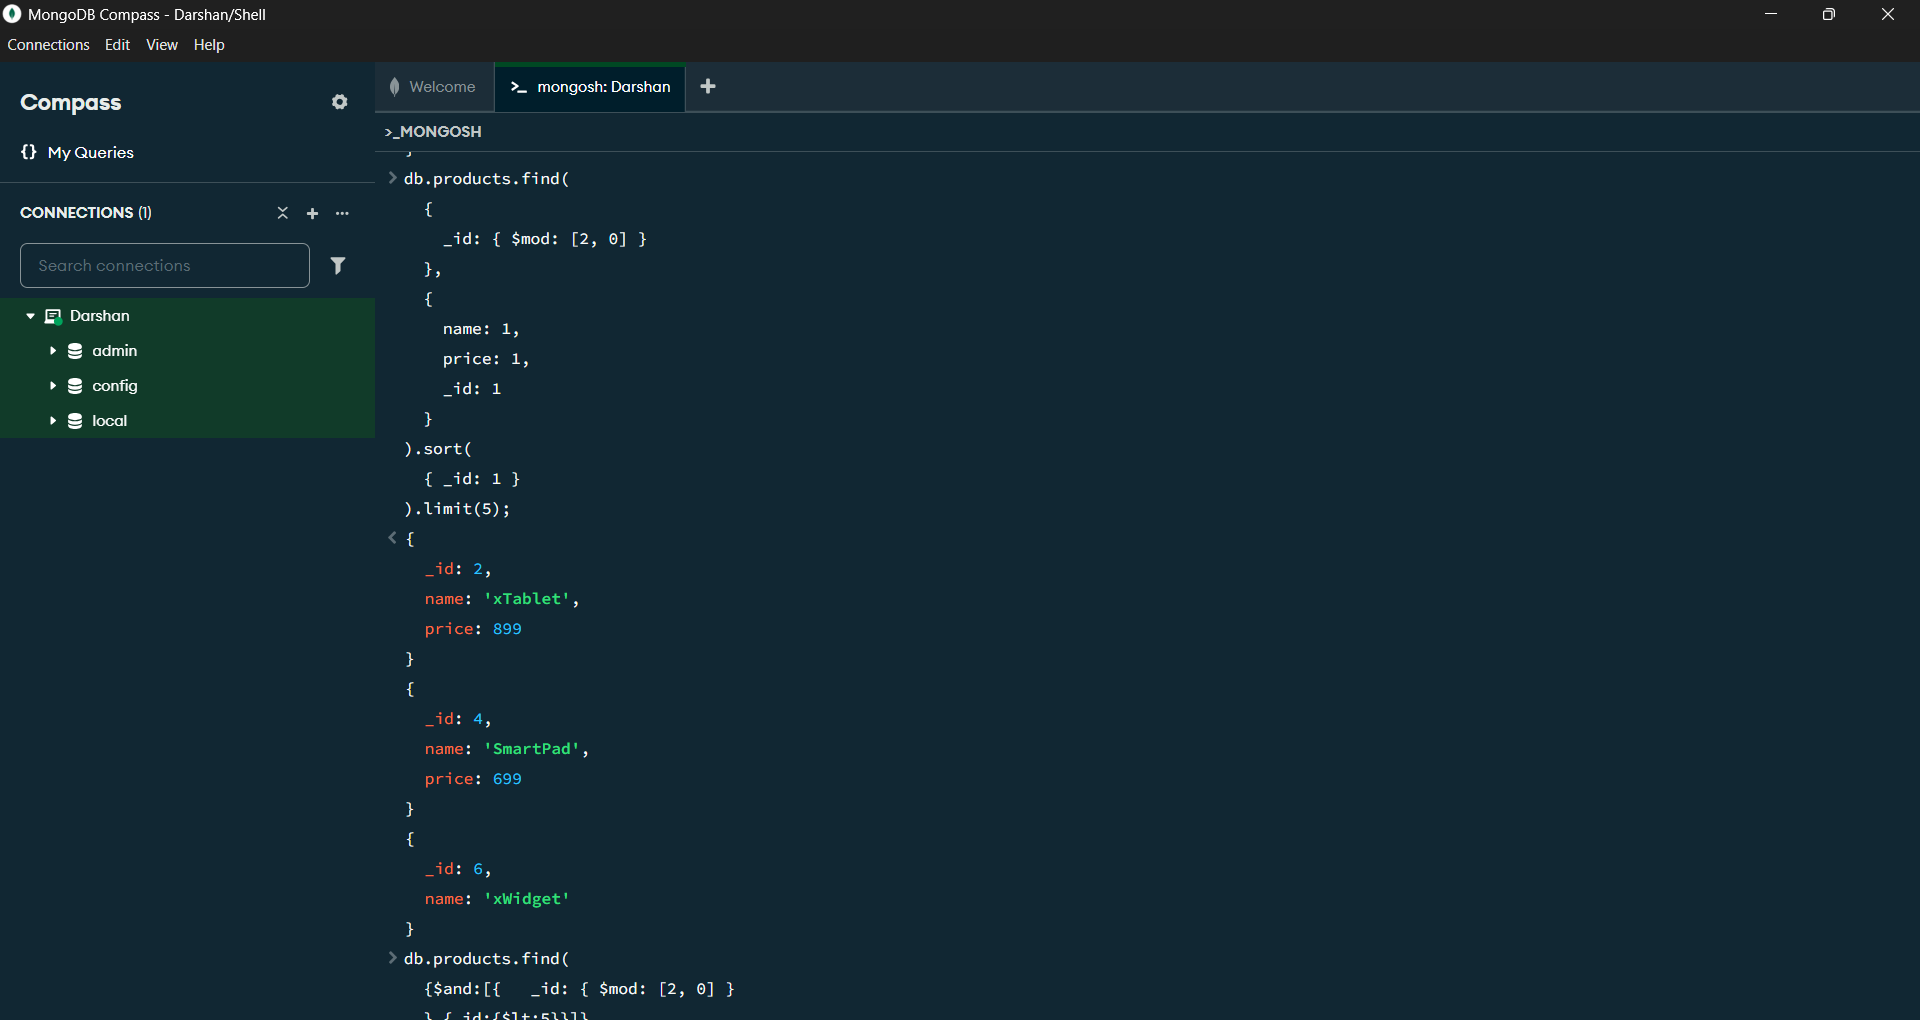 MongoDB Compass - Darshan/Shell
Connections Edit View Help
Compass
{} My Queries
CONNECTIONS (1)
Search connections
Darshan
admin
config
local
Welcome
>_ mongosh: Darshan
>_MONGOSH
}
> db.products.find(
{
_id: { $mod: [2, 0] }
},
{
name: 1,
price: 1,
_id: 1
}
).sort(
{ _id: 1 }
).limit(5);
< {
_id: 2,
name: 'xTablet',
price: 899
}
{
_id: 4,
name: 'SmartPad',
price: 699
}
{
_id: 6,
name: 'xWidget'
}
> db.products.find(
{$and:[{ _id: { $mod: [2, 0] }
},{_id:{$lt:5}}]}